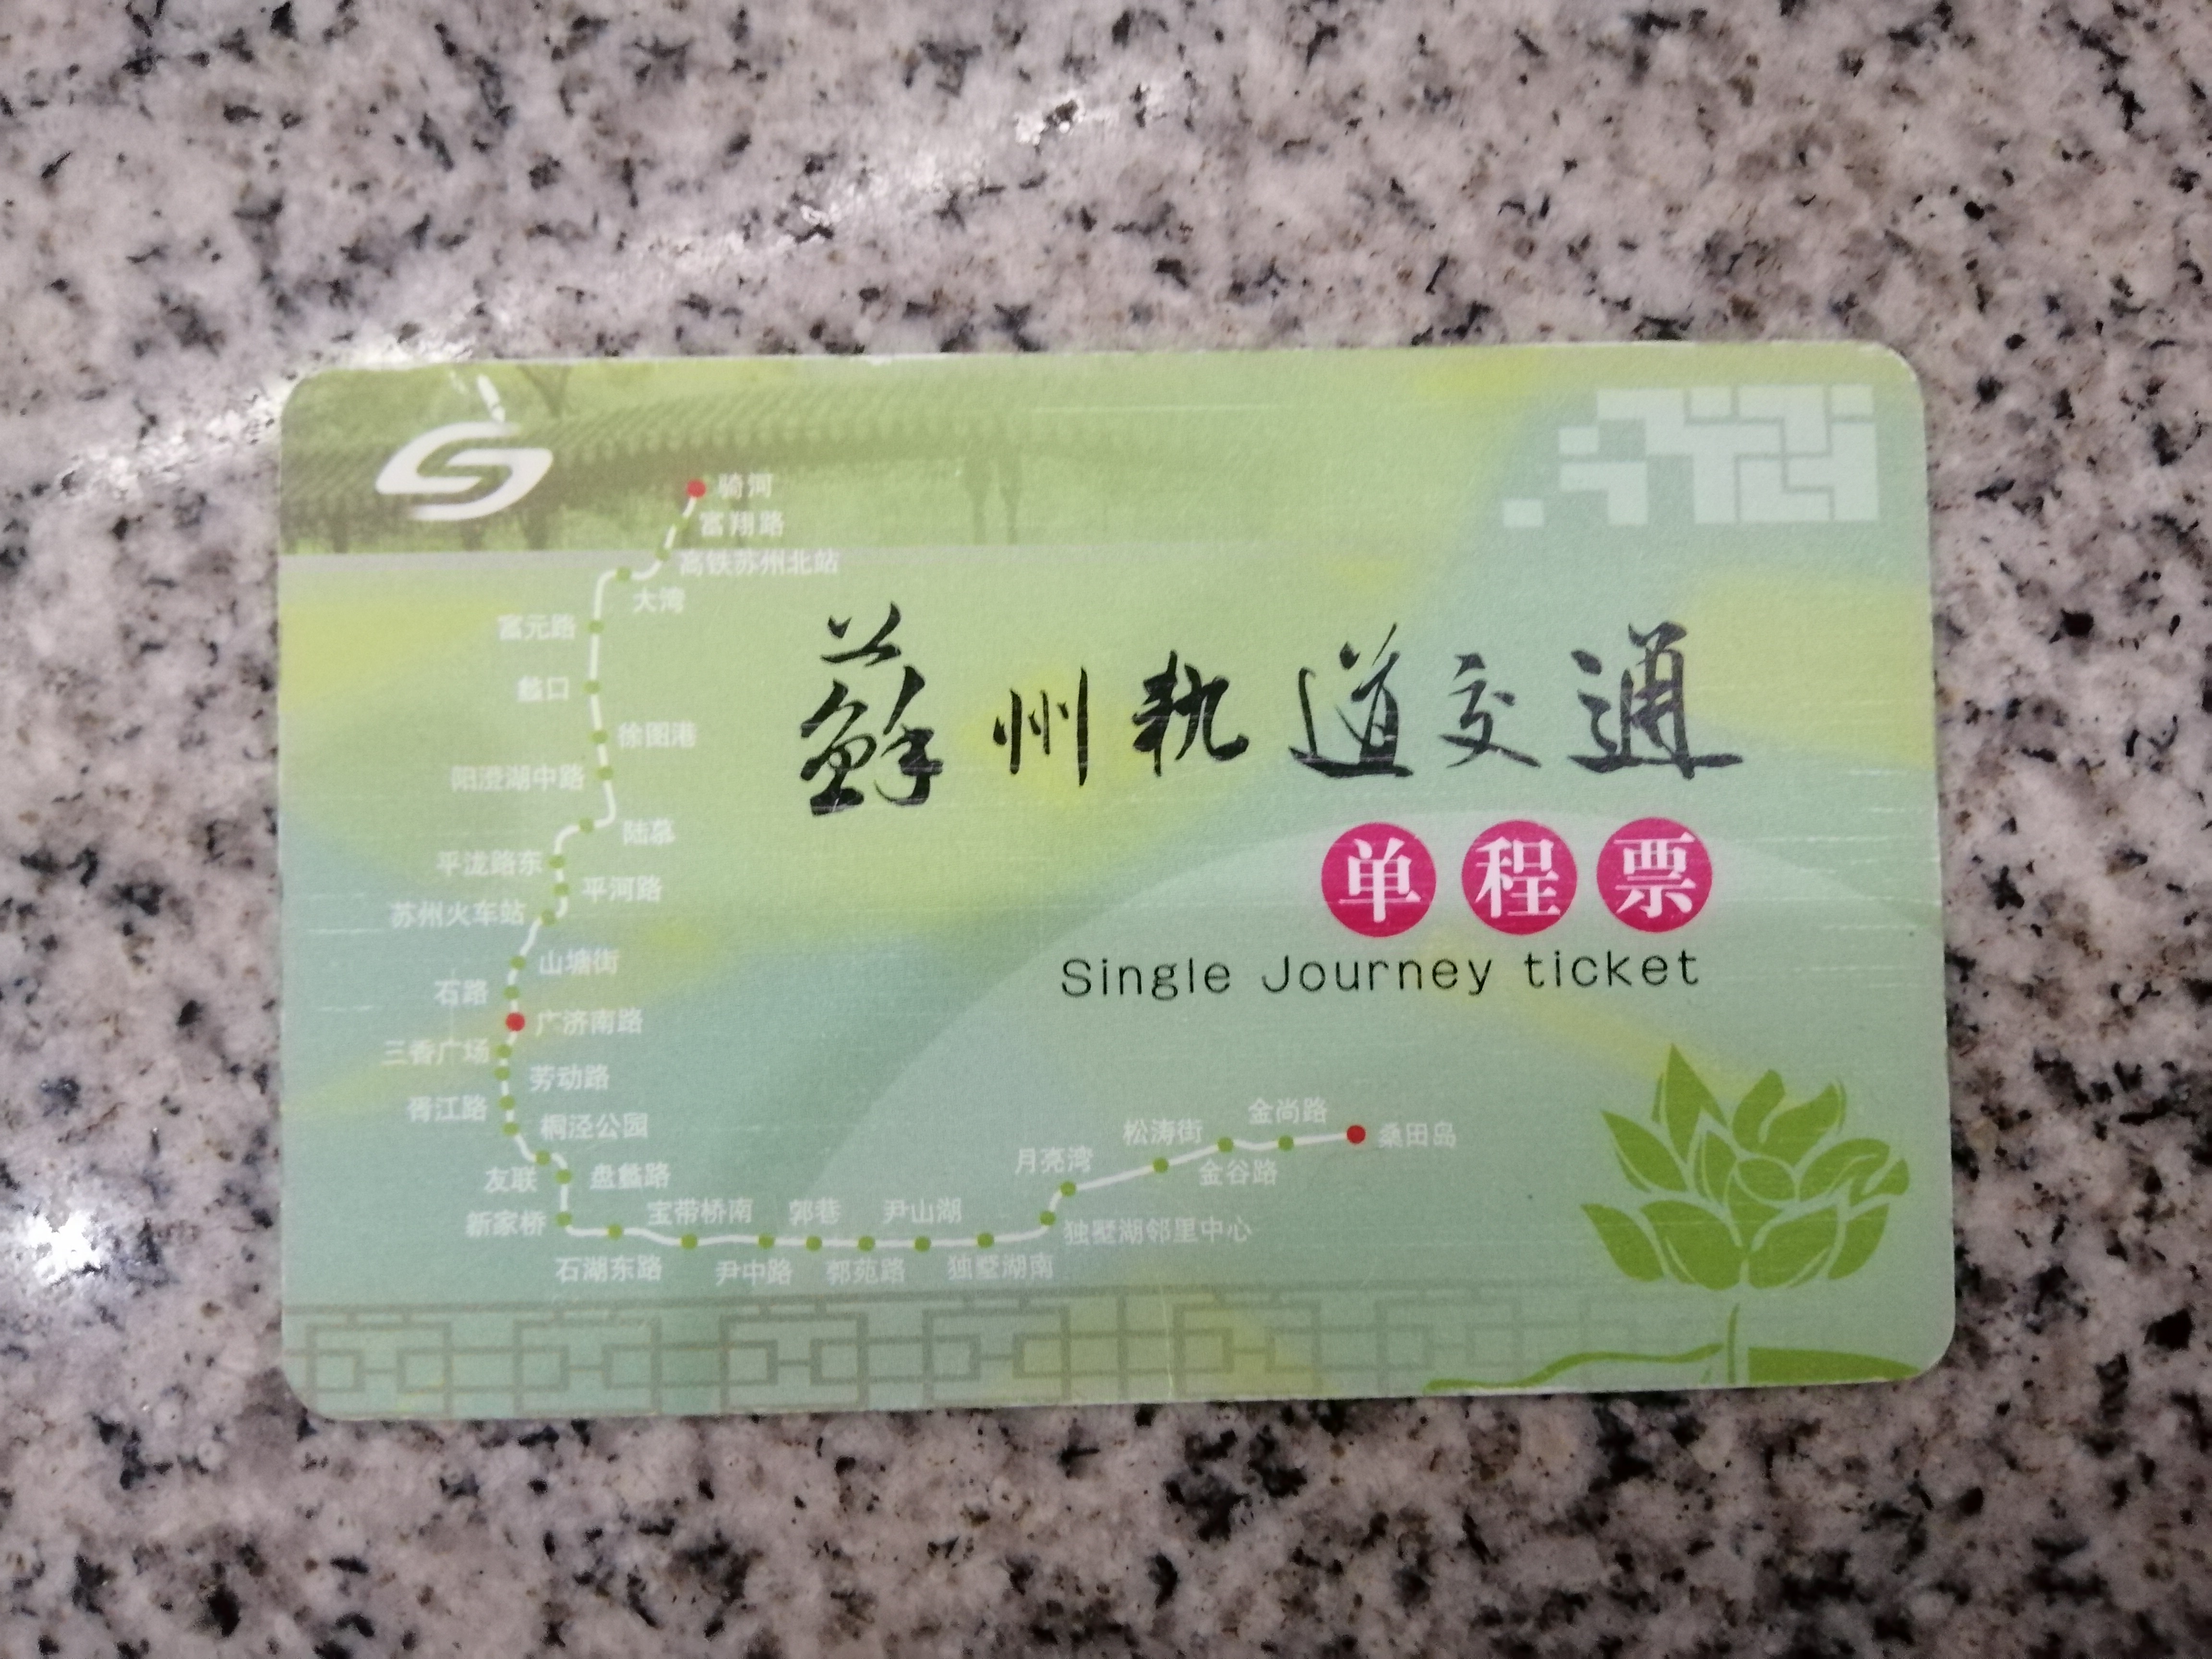 骑河
富翔路
高铁苏州北站
大湾
富元路
蠡口
徐图港
阳澄湖中路
陆慕
平泷路东
平河路
苏州火车站
山塘街
石路
广济南路
三香广场
劳动路
胥江路
桐泾公园
友联
盘蠡路
新家桥
石湖东路
宝带桥南
尹中路
郭巷
郭苑路
尹山湖
独墅湖南
独墅湖邻里中心
月亮湾
松涛街
金谷路
金尚路
桑田岛
蘇州軌道交通
单程票
Single Journey ticket